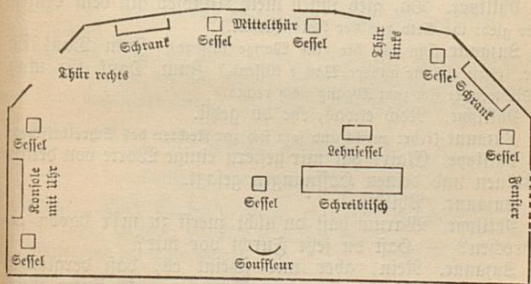 Mittelthür
Schrank
Sessel
Sessel
Thür links
Sessel
Schrank
Thür rechts
Sessel
Sessel
Konsole
mit Uhr
Lehnsessel
Sessel
Schreibtisch
Fenster
Sessel
Souffleur